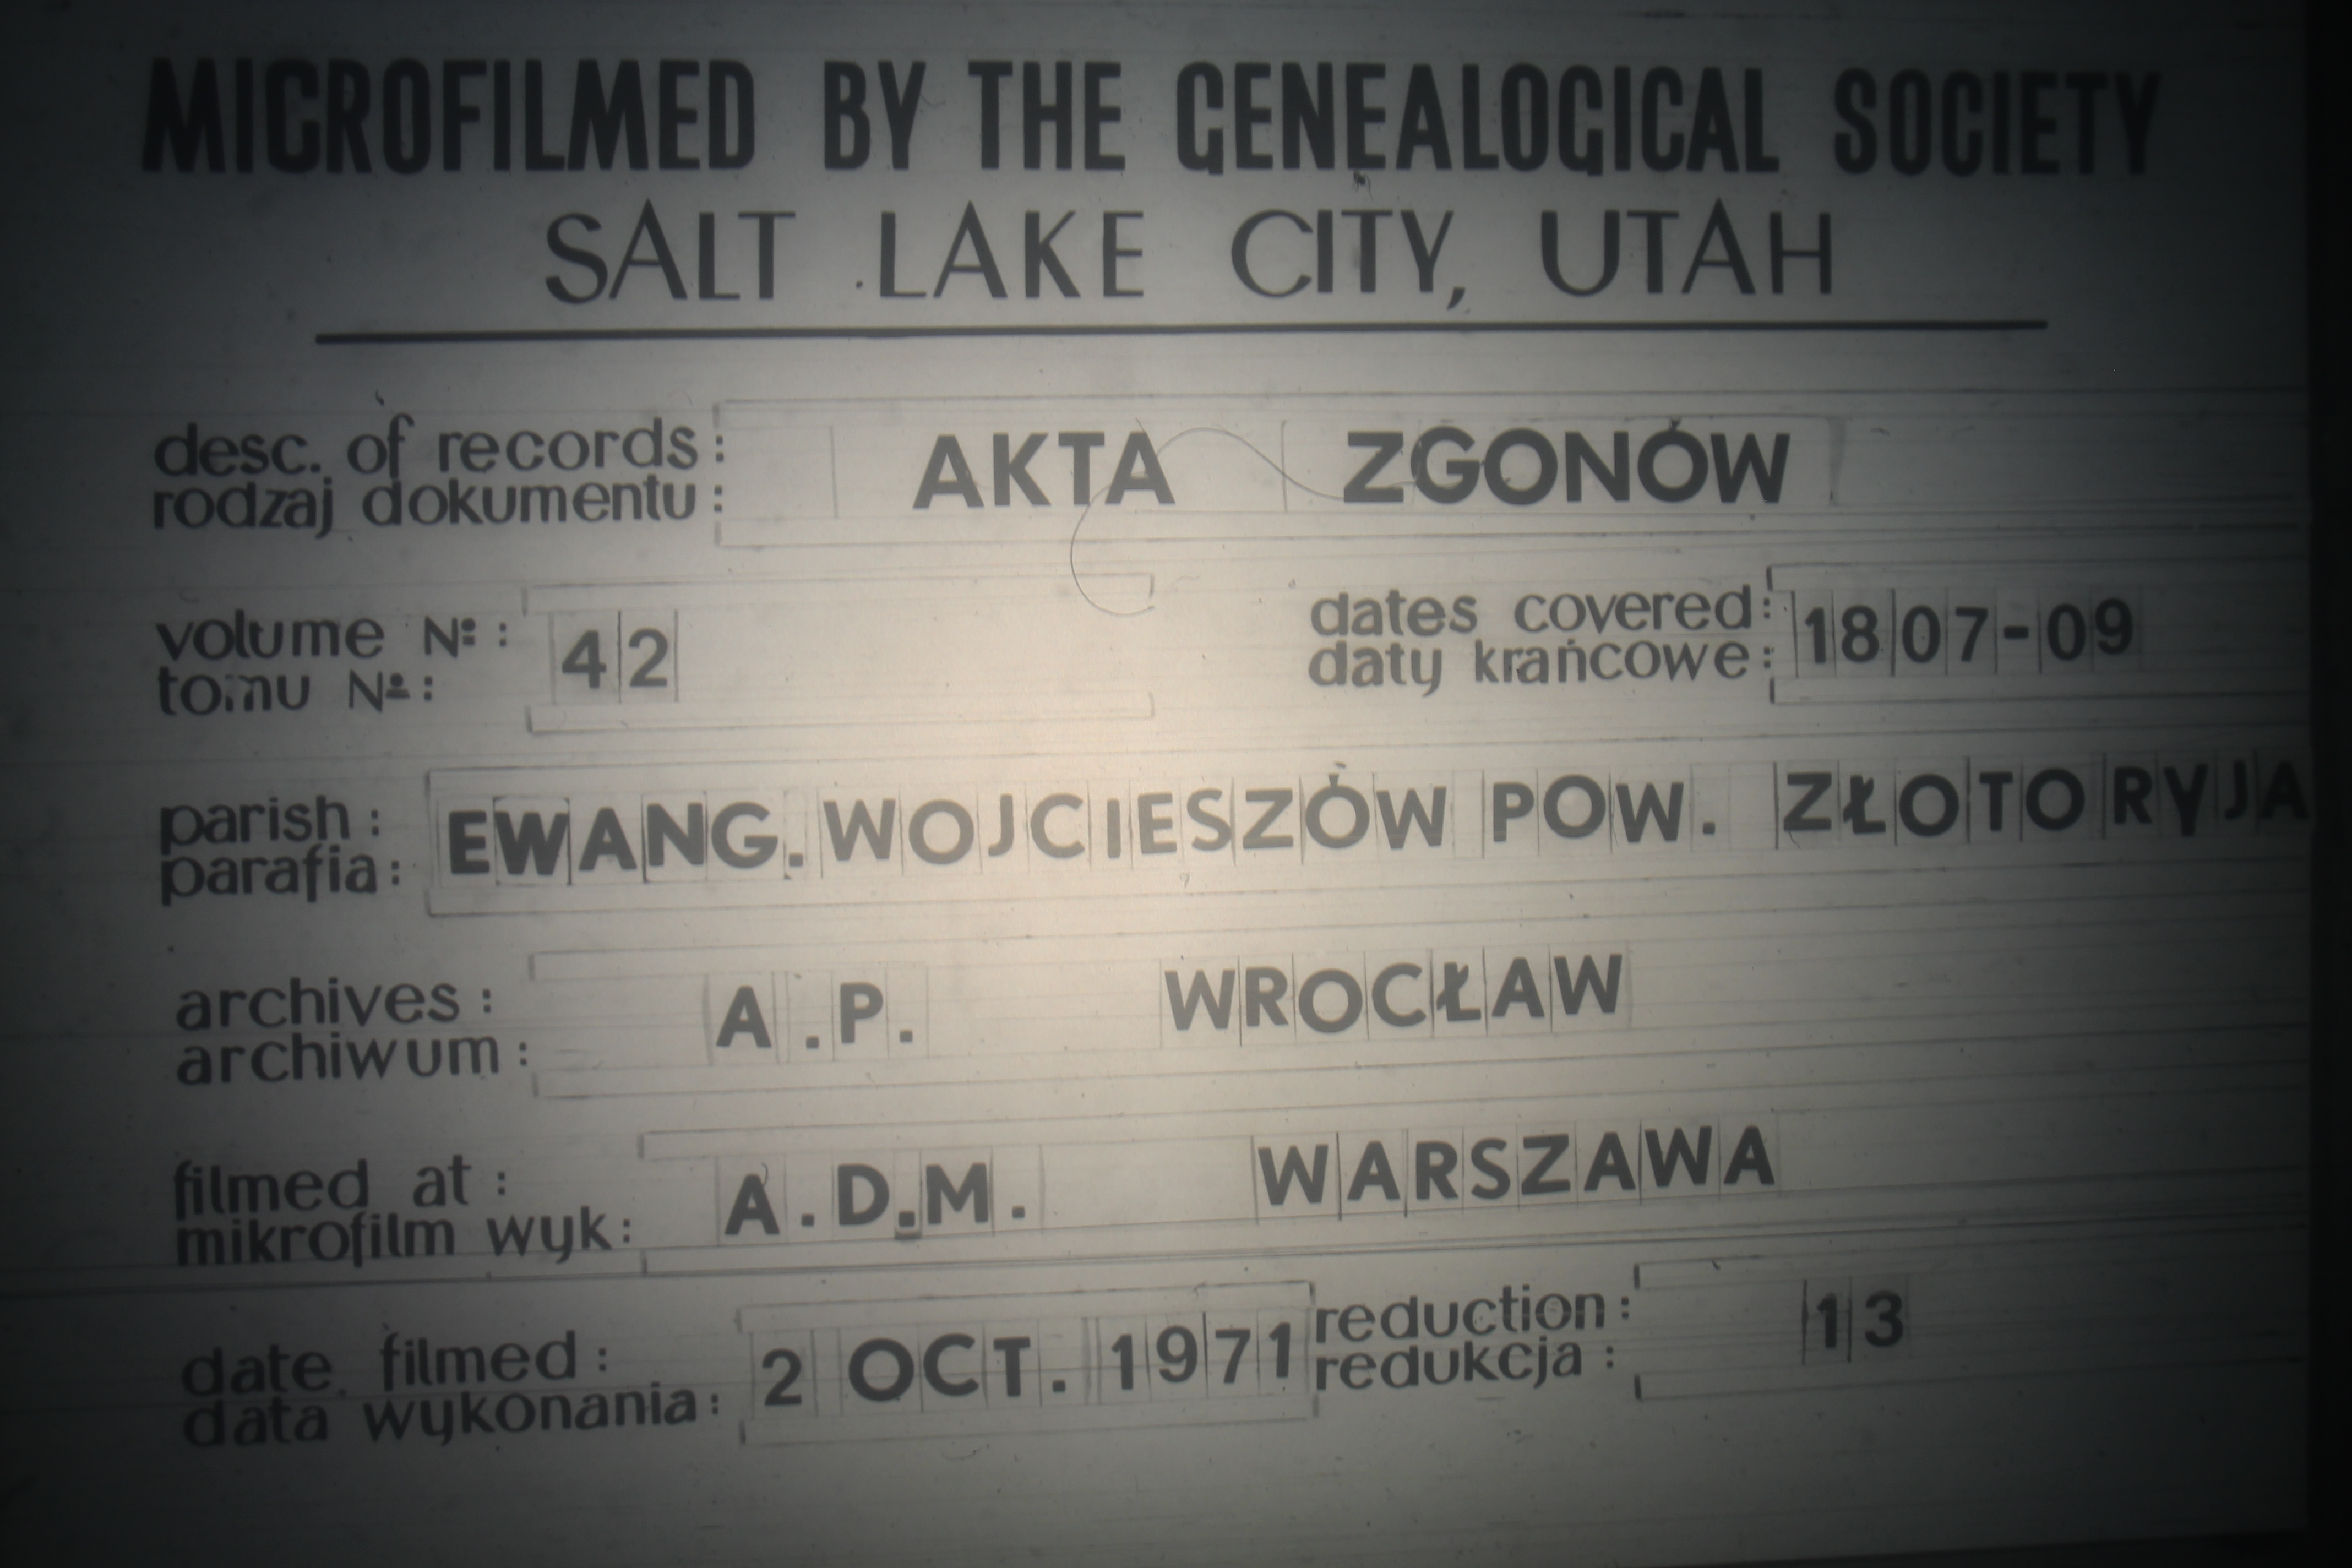 MICROFILMED BY THE GENEALOGICAL SOCIETY
SALT LAKE CITY, UTAH
desc. of records: AKTA ZGONÓW
rodzaj dokumentu:
volume №: 42
tomu №:
dates covered: 1807-09
daty krańcowe:
parish: EWANG. WOJCIESZÓW POW. ZŁOTORYJA
parafia:
archives: A.P. WROCŁAW
archiwum:
filmed at: A.D.M. WARSZAWA
mikrofilm wyk:
date filmed: 2 OCT. 1971
data wykonania:
reduction: 13
redukcja: